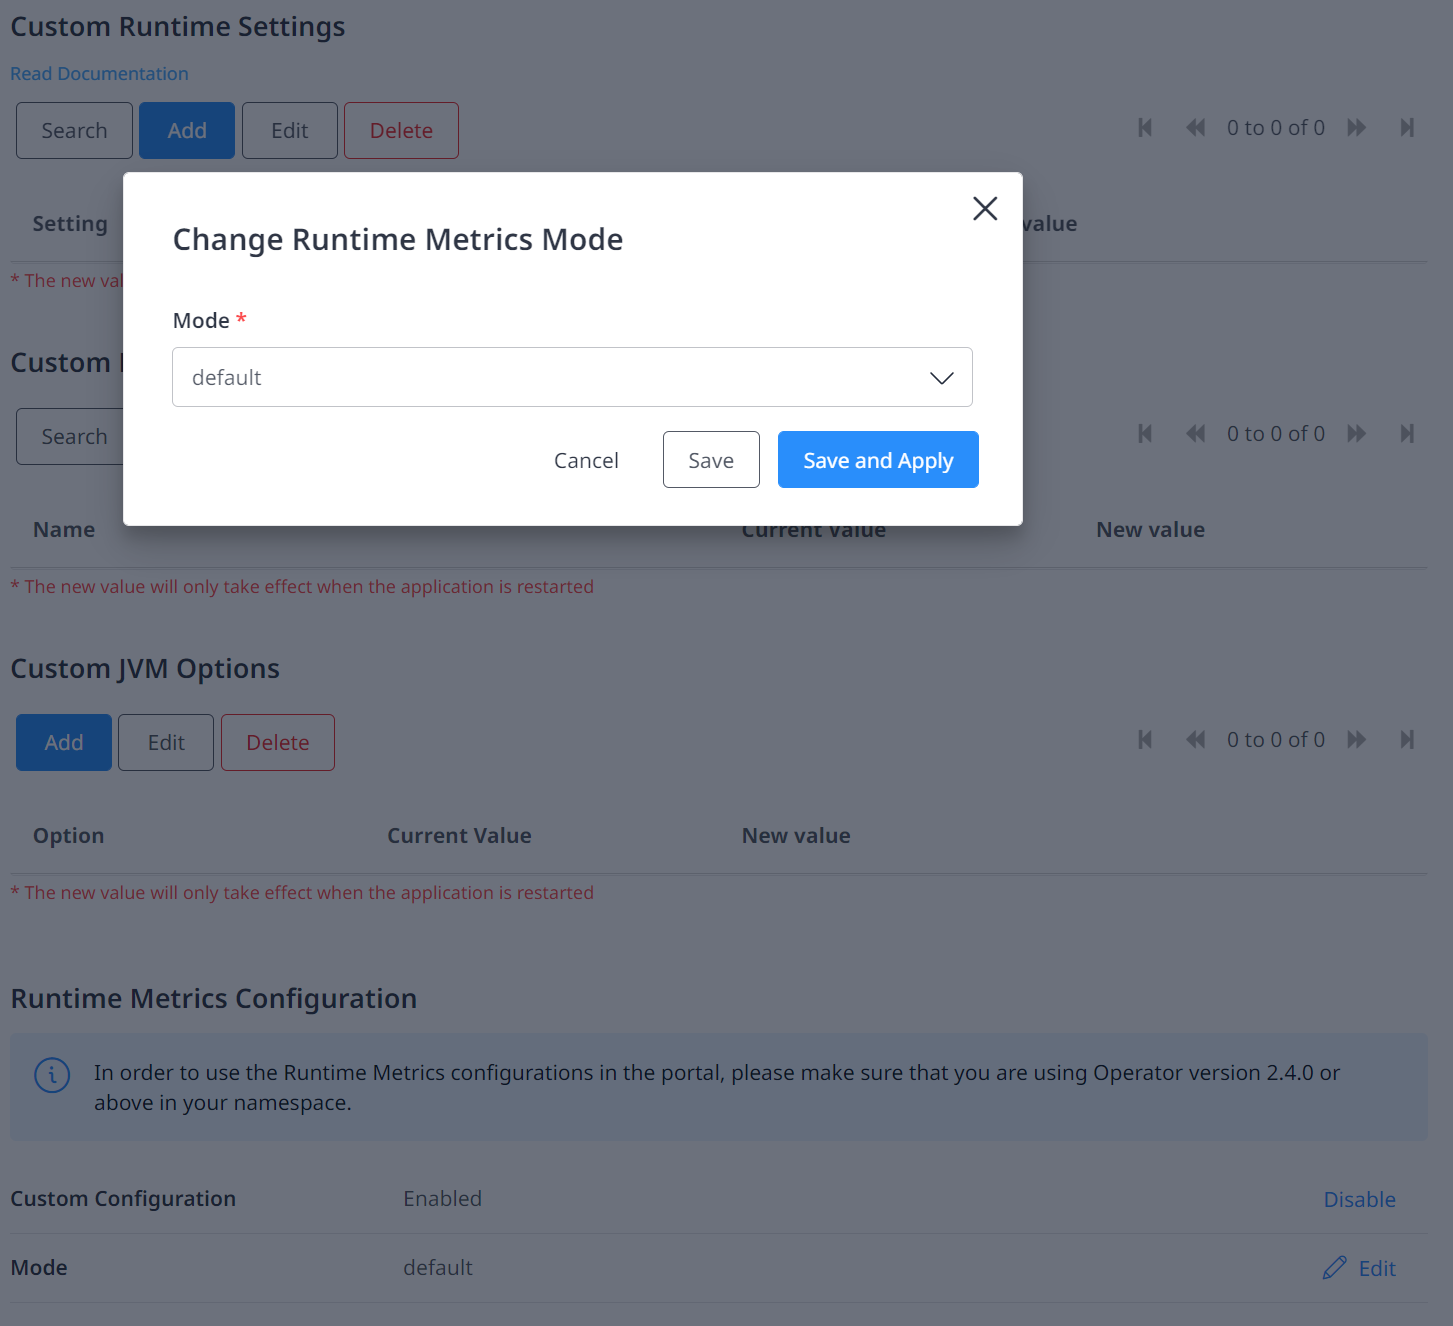 Custom Runtime Settings
Read Documentation
Search Add Edit Delete 0 to 0 of 0
Setting value
* The new
Change Runtime Metrics Mode
Mode *
default
Cancel Save Save and Apply
Custom
Search 0 to 0 of 0
Name Current Value New value
* The new value will only take effect when the application is restarted
Custom JVM Options
Add Edit Delete 0 to 0 of 0
Option Current Value New value
* The new value will only take effect when the application is restarted
Runtime Metrics Configuration
In order to use the Runtime Metrics configurations in the portal, please make sure that you are using Operator version 2.4.0 or
above in your namespace.
Custom Configuration Enabled Disable
Mode default Edit